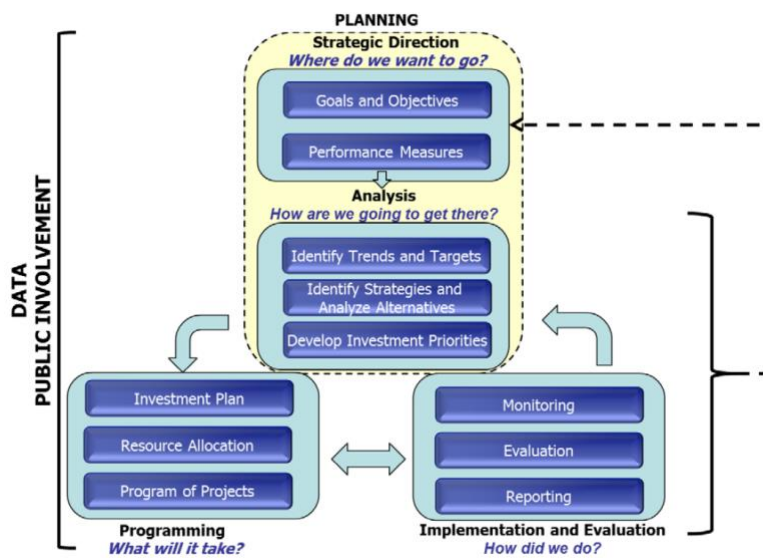 PLANNING
Strategic Direction
Where do we want to go?
Goals and Objectives
Performance Measures
Analysis
How are we going to get there?
Identify Trends and Targets
Identify Strategies and
Analyze Alternatives
Develop Investment Priorities
DATA
PUBLIC INVOLVEMENT
Investment Plan
Resource Allocation
Program of Projects
Programming
What will it take?
Monitoring
Evaluation
Reporting
Implementation and Evaluation
How did we do?